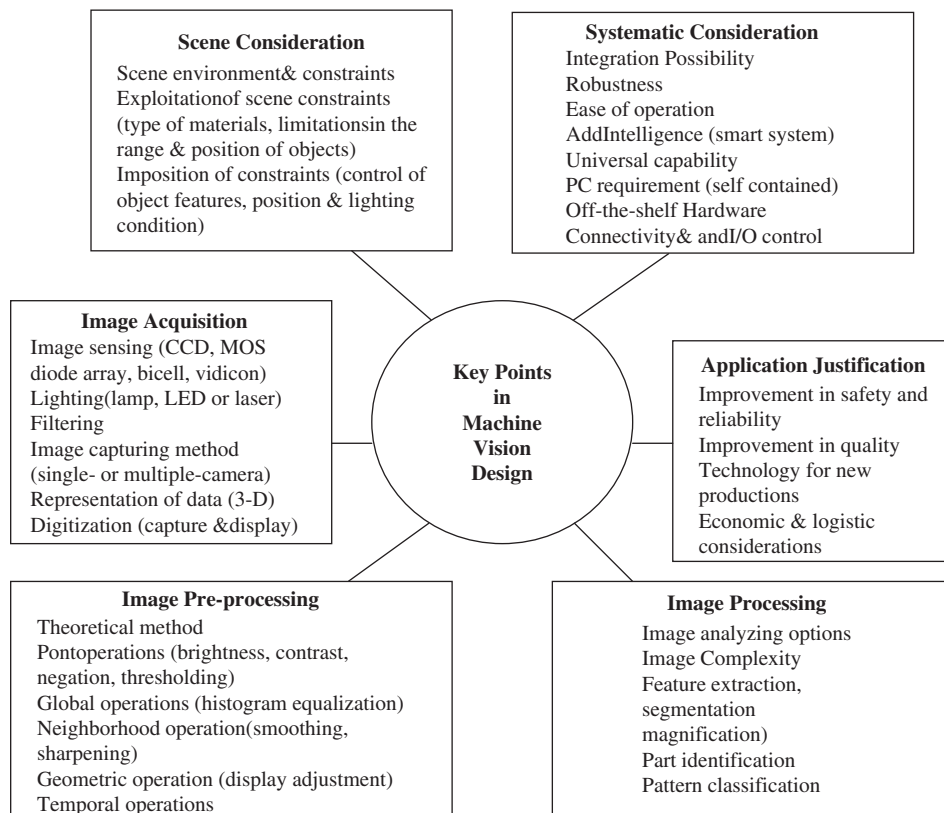 Scene Consideration
Scene environment& constraints
Exploitationof scene constraints
(type of materials, limitationsin the
range & position of objects)
Imposition of constraints (control of
object features, position & lighting
condition)
Systematic Consideration
Integration Possibility
Robustness
Ease of operation
AddIntelligence (smart system)
Universal capability
PC requirement (self contained)
Off-the-shelf Hardware
Connectivity& andI/O control
Image Acquisition
Image sensing (CCD, MOS
diode array, bicell, vidicon)
Lighting(lamp, LED or laser)
Filtering
Image capturing method
(single- or multiple-camera)
Representation of data (3-D)
Digitization (capture &display)
Key Points
in
Machine
Vision
Design
Application Justification
Improvement in safety and
reliability
Improvement in quality
Technology for new
productions
Economic & logistic
considerations
Image Pre-processing
Theoretical method
Pontoperations (brightness, contrast,
negation, thresholding)
Global operations (histogram equalization)
Neighborhood operation(smoothing,
sharpening)
Geometric operation (display adjustment)
Temporal operations
Image Processing
Image analyzing options
Image Complexity
Feature extraction,
segmentation
magnification)
Part identification
Pattern classification